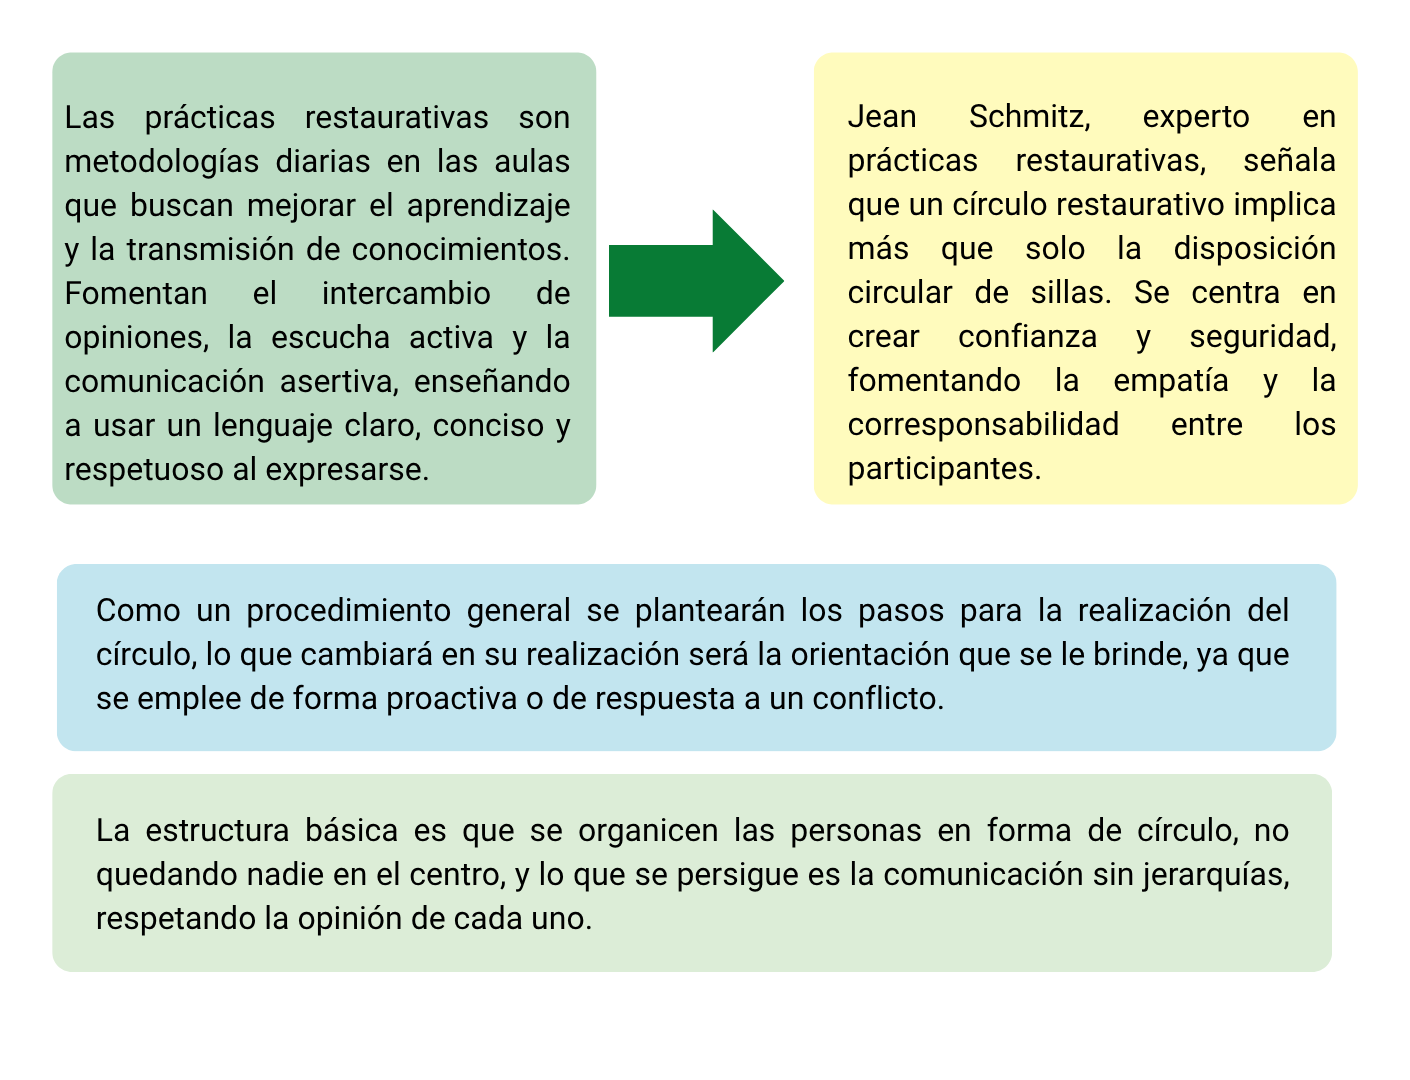 Las prácticas restaurativas son
metodologías diarias en las aulas
que buscan mejorar el aprendizaje
y la transmisión de conocimientos.
Fomentan el intercambio de
opiniones, la escucha activa y la
comunicación asertiva, enseñando
a usar un lenguaje claro, conciso y
respetuoso al expresarse.
Jean Schmitz, experto en
prácticas restaurativas, señala
que un círculo restaurativo implica
más que solo la disposición
circular de sillas. Se centra en
crear confianza y seguridad,
fomentando la empatía y la
corresponsabilidad entre los
participantes.
Como un procedimiento general se plantearán los pasos para la realización del
círculo, lo que cambiará en su realización será la orientación que se le brinde, ya que
se emplee de forma proactiva o de respuesta a un conflicto.
La estructura básica es que se organicen las personas en forma de círculo, no
quedando nadie en el centro, y lo que se persigue es la comunicación sin jerarquías,
respetando la opinión de cada uno.